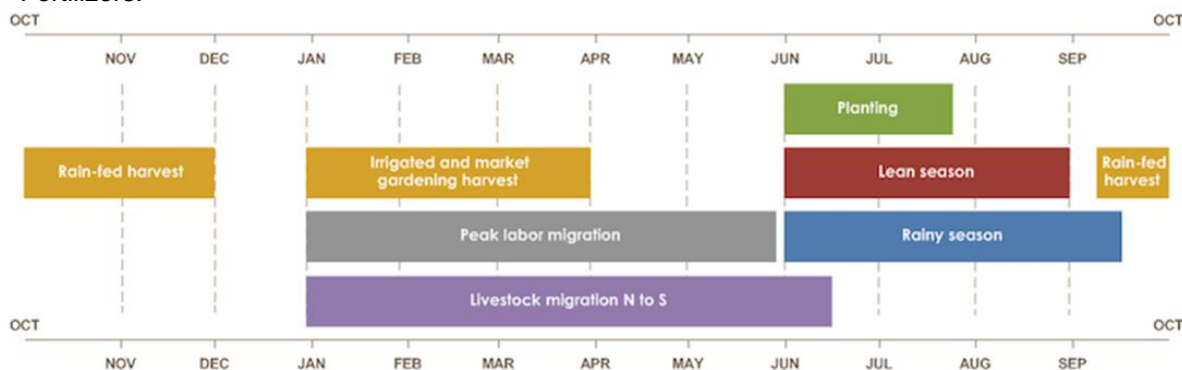 Fertilizers.
OCT OCT
NOV DEC JAN FEB MAR APR MAY JUN JUL AUG SEP
Planting
Rain-fed harvest
Irrigated and market
gardening harvest
Lean season
Rain-fed
harvest
Peak labor migration
Rainy season
Livestock migration N to S
OCT OCT
NOV DEC JAN FEB MAR APR MAY JUN JUL AUG SEP